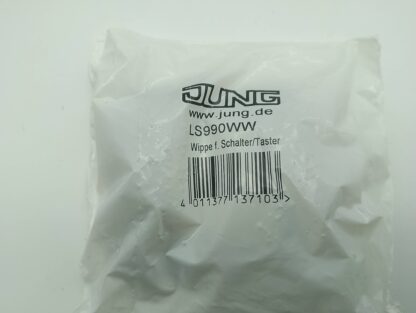 JUNG
www.jung.de
LS990WW
Wippe f. Schalter/Taster
4 011377 137103 >